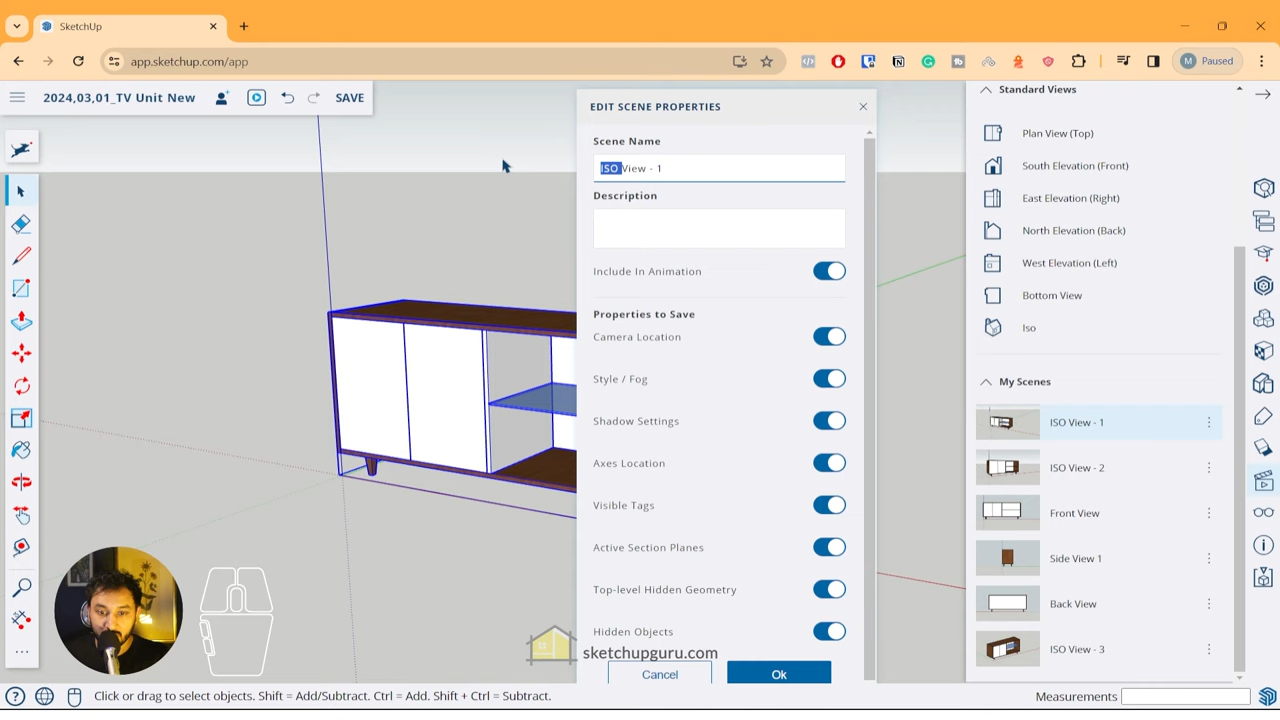 SketchUp
app.sketchup.com/app
M Paused
2024,03,01_TV Unit New
SAVE
EDIT SCENE PROPERTIES
Scene Name
ISO View - 1
Description
Include In Animation
Properties to Save
Camera Location
Style / Fog
Shadow Settings
Axes Location
Visible Tags
Active Section Planes
Top-level Hidden Geometry
Hidden Objects
Cancel
Ok
sketchupguru.com
Standard Views
Plan View (Top)
South Elevation (Front)
East Elevation (Right)
North Elevation (Back)
West Elevation (Left)
Bottom View
Iso
My Scenes
ISO View - 1
ISO View - 2
Front View
Side View 1
Back View
ISO View - 3
Click or drag to select objects. Shift = Add/Subtract. Ctrl = Add. Shift + Ctrl = Subtract.
Measurements